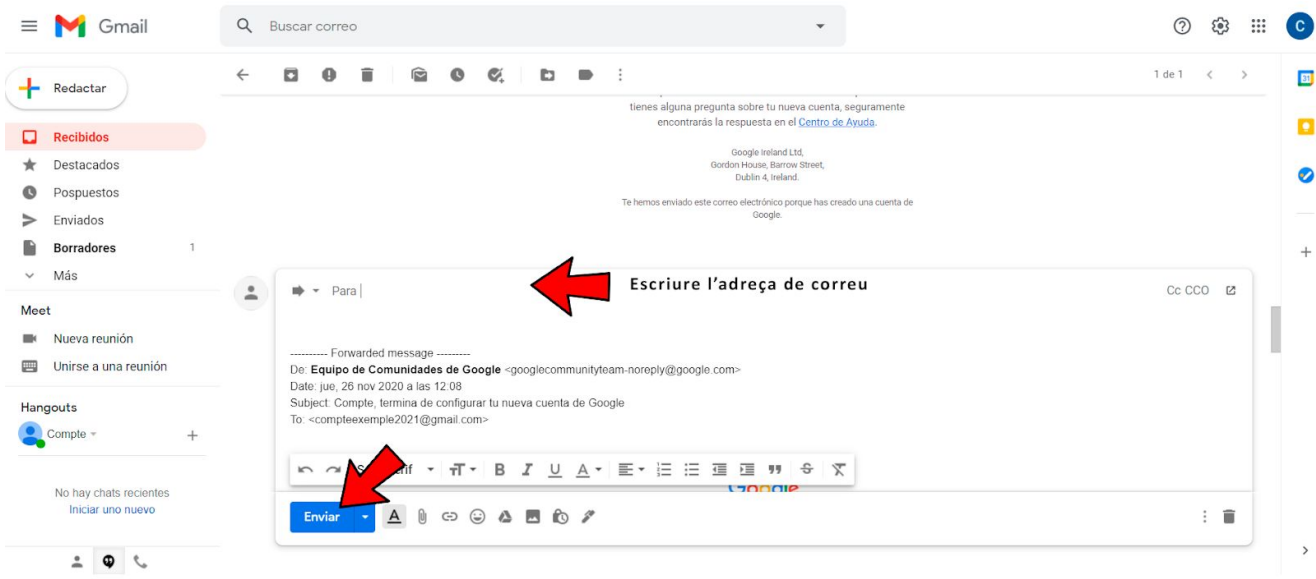 Gmail
Buscar correo
C
Redactar
1 de 1
31
Recibidos
Destacados
Pospuestos
Enviados
Borradores 1
Más
Meet
Nueva reunión
Unirse a una reunión
Hangouts
Compte
No hay chats recientes
Iniciar uno nuevo
tienes alguna pregunta sobre tu nueva cuenta, seguramente
encontrarás la respuesta en el Centro de Ayuda.
Google Ireland Ltd,
Gordon House, Barrow Street,
Dublin 4, Ireland.
Te hemos enviado este correo electrónico porque has creado una cuenta de
Google.
Para
Escriure l’adreça de correu
Cc CCO
---------- Forwarded message ---------
De: Equipo de Comunidades de Google <googlecommunityteam-noreply@google.com>
Date: jue, 26 nov 2020 a las 12:08
Subject: Compte, termina de configurar tu nueva cuenta de Google
To: <compteexemple2021@gmail.com>
B I U A
Google
Enviar A